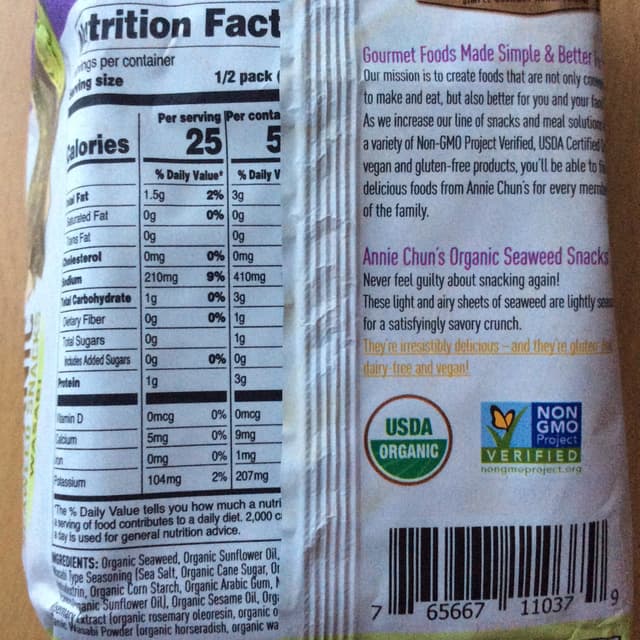 trition Fact
ings per container
ving size 1/2 pack (
Per serving Per conta
Calories 25 5
% Daily Value* % Daily V
Fat 1.5g 2% 3g
Saturated Fat 0g 0% 0g
Trans Fat 0g 0g
Cholesterol 0mg 0% 0mg
Sodium 210mg 9% 410mg
Total Carbohydrate 1g 0% 3g
Dietary Fiber 0g 0% 1g
Total Sugars 0g 1g
Includes Added Sugars 0g 0% 0g
Protein 1g 3g
Vitamin D 0mcg 0% 0mcg
Calcium 5mg 0% 9mg
Iron 0mg 0% 1mg
Potassium 104mg 2% 207mg
*The % Daily Value tells you how much a nutri
a serving of food contributes to a daily diet. 2,000 c
a day is used for general nutrition advice.
INGREDIENTS: Organic Seaweed, Organic Sunflower Oil,
Type Seasoning (Sea Salt, Organic Cane Sugar, Or
Organic Corn Starch, Organic Arabic Gum,
Organic Sunflower Oil), Organic Sesame Oil, Orga
Extract (organic rosemary oleoresin, organic
Wasabi Powder (organic horseradish, organic wa
Gourmet Foods Made Simple & Better
Our mission is to create foods that are not only
to make and eat, but also better for you and your
As we increase our line of snacks and meal solutions
a variety of Non-GMO Project Verified, USDA Certified
vegan and gluten-free products, you'll be able to
delicious foods from Annie Chun's for every
of the family.
Annie Chun's Organic Seaweed Snacks
Never feel guilty about snacking again!
These light and airy sheets of seaweed are lightly
for a satisfyingly savory crunch.
They're irresistibly delicious – and they're gluten-
dairy-free and vegan!
USDA
ORGANIC
NON
GMO
Project
VERIFIED
nongmoproject.org
7 65667 11037 9
WASABI
SNACKS